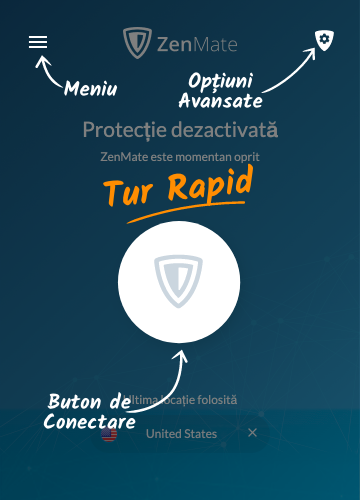 ZenMate
Meniu
Opțiuni
Avansate
Protecție dezactivată
ZenMate este momentan oprit
Tur Rapid
Buton de
Conectare
Ultima locație folosită
United States